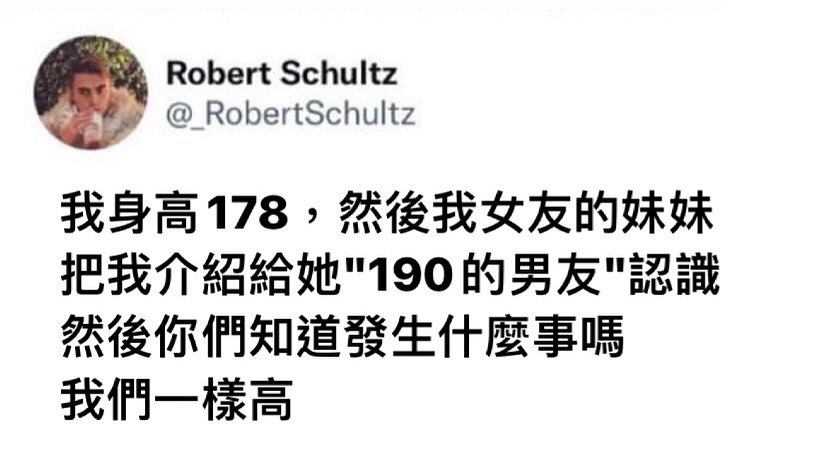 Robert Schultz
@_RobertSchultz
我身高178，然後我女友的妹妹
把我介紹給她"190的男友"認識
然後你們知道發生什麼事嗎
我們一樣高